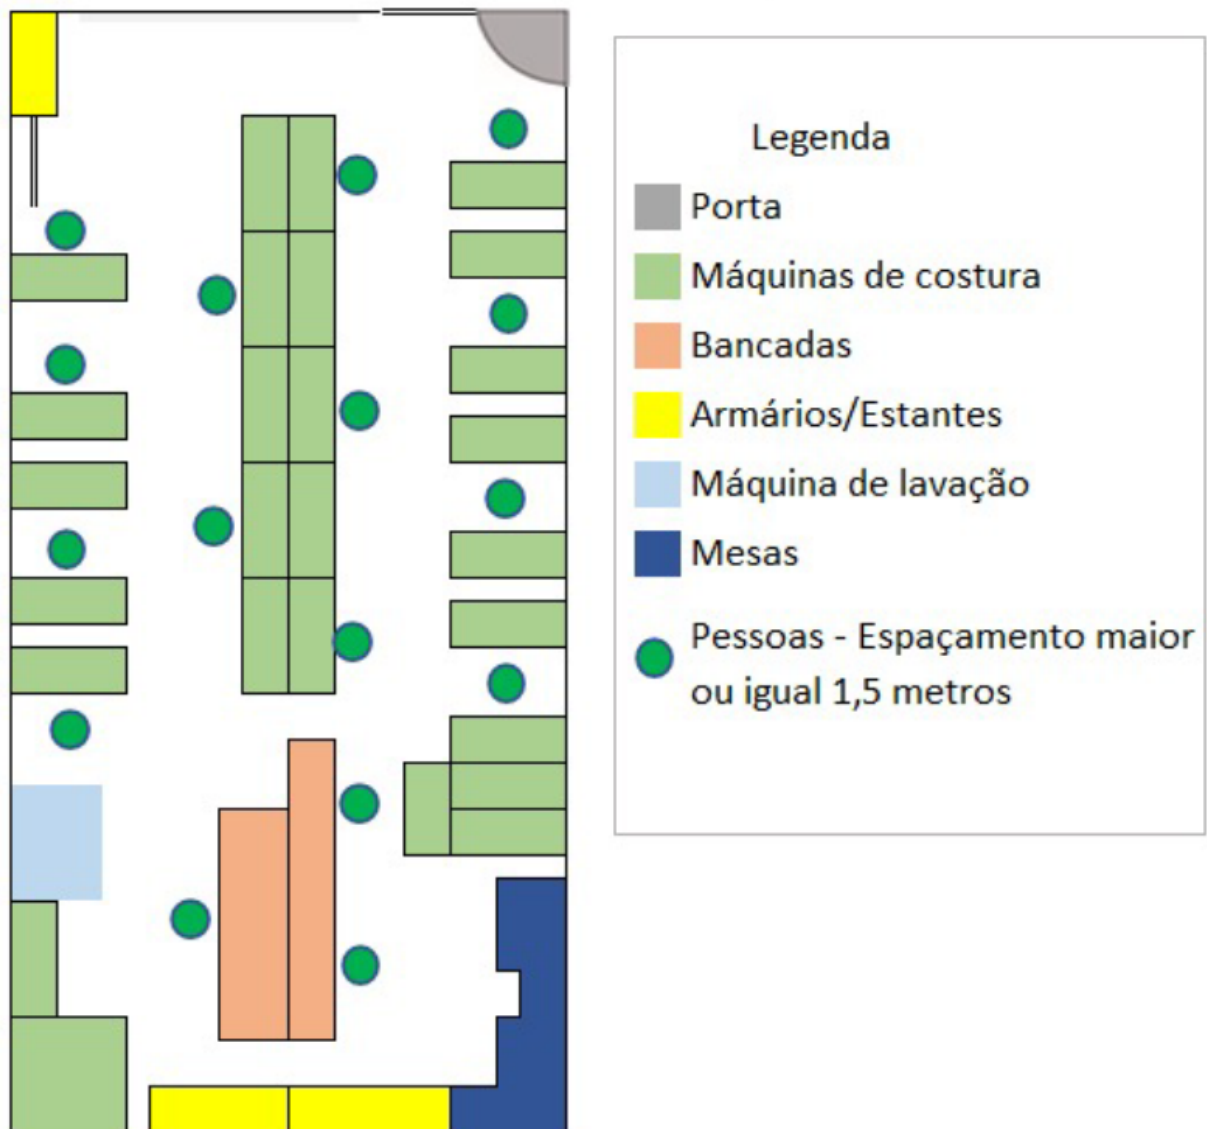 Legenda
Porta
Máquinas de costura
Bancadas
Armários/Estantes
Máquina de lavação
Mesas
Pessoas - Espaçamento maior
ou igual 1,5 metros